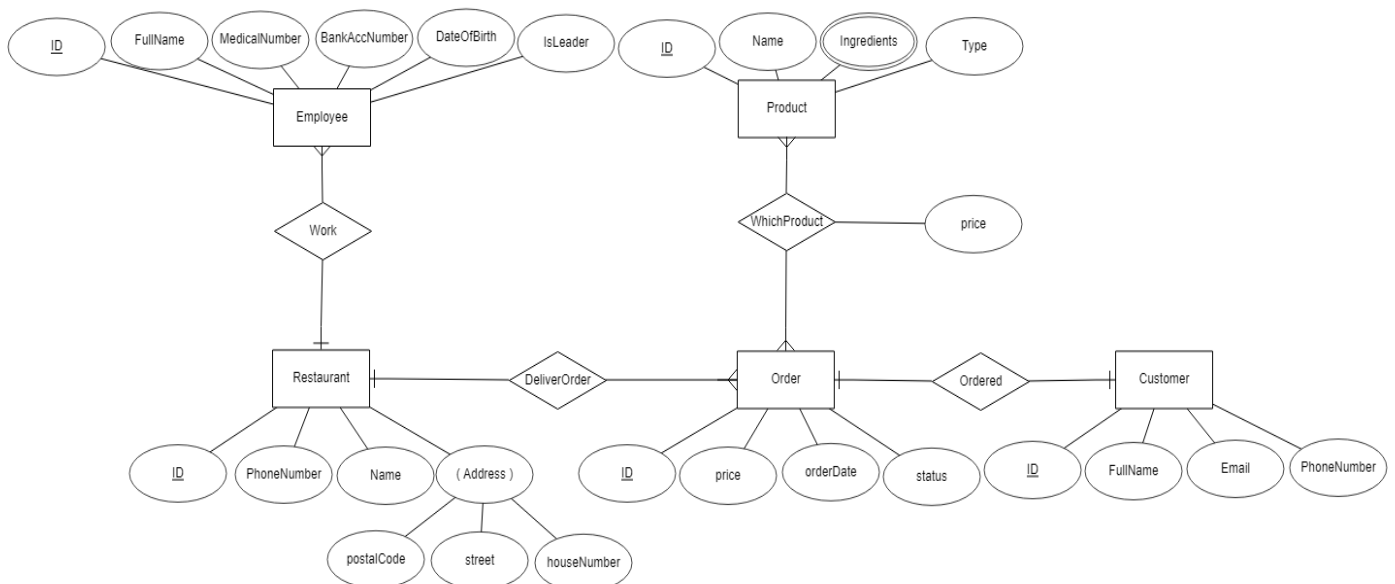 ID
FullName
MedicalNumber
BankAccNumber
DateOfBirth
IsLeader
ID
Name
Ingredients
Type
Employee
Product
Work
WhichProduct
price
Restaurant
DeliverOrder
Order
Ordered
Customer
ID
PhoneNumber
Name
( Address )
ID
price
orderDate
status
ID
FullName
Email
PhoneNumber
postalCode
street
houseNumber